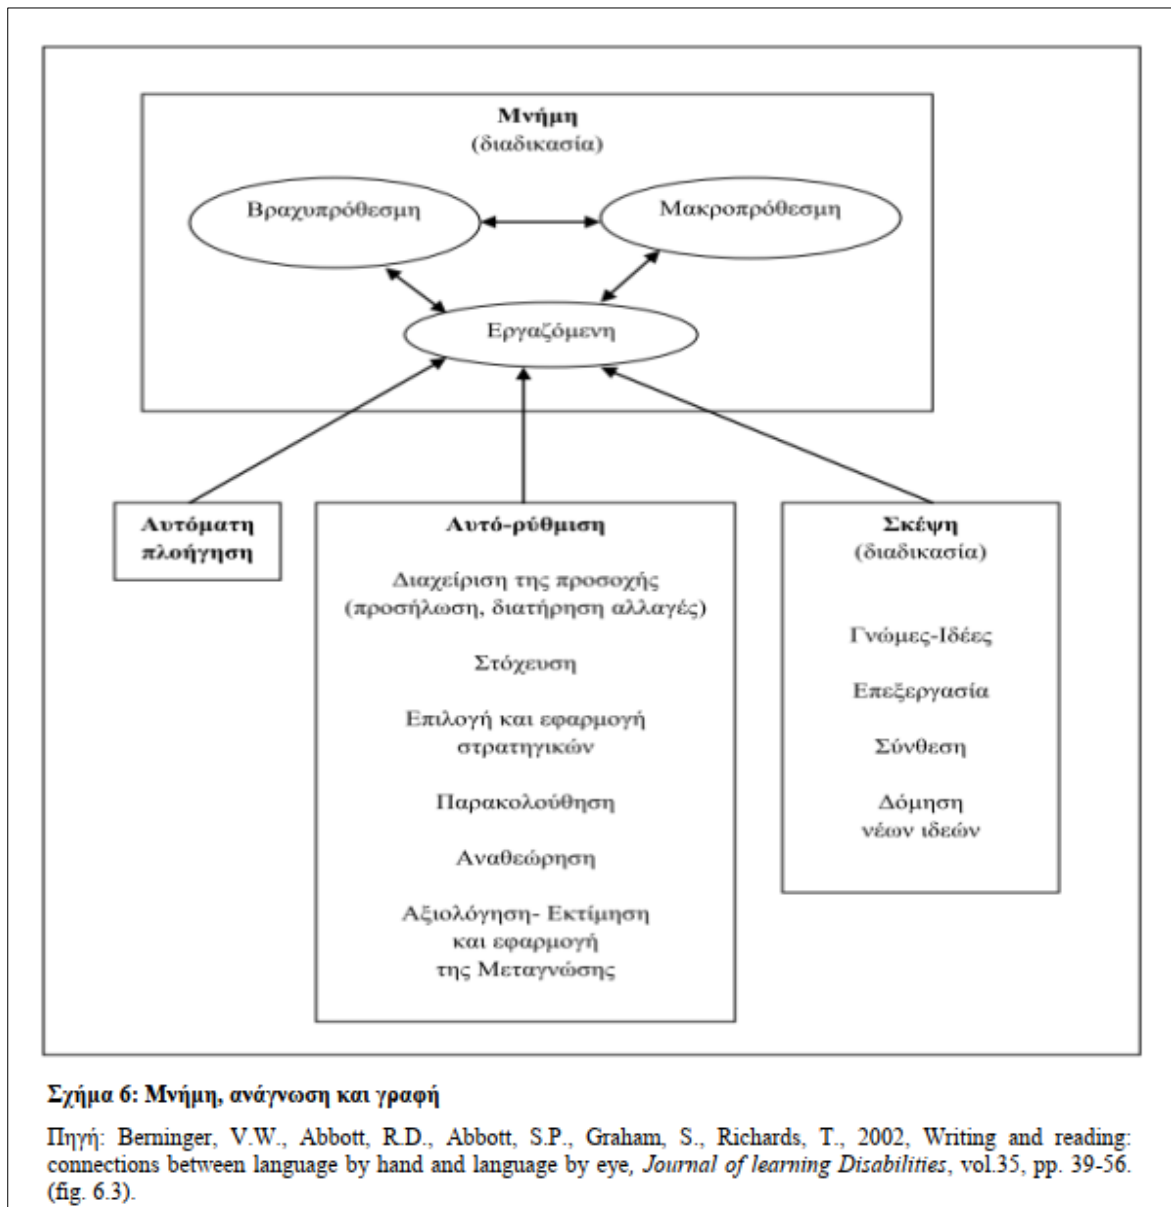 Μνήμη
(διαδικασία)
Βραχυπρόθεσμη
Μακροπρόθεσμη
Εργαζόμενη
Αυτόματη
πλοήγηση
Αυτό-ρύθμιση
Διαχείριση της προσοχής
(προσήλωση, διατήρηση αλλαγές)
Στόχευση
Επιλογή και εφαρμογή
στρατηγικών
Παρακολούθηση
Αναθεώρηση
Αξιολόγηση- Εκτίμηση
και εφαρμογή
της Μεταγνώσης
Σκέψη
(διαδικασία)
Γνώμες-Ιδέες
Επεξεργασία
Σύνθεση
Δόμηση
νέων ιδεών
Σχήμα 6: Μνήμη, ανάγνωση και γραφή
Πηγή: Berninger, V.W., Abbott, R.D., Abbott, S.P., Graham, S., Richards, T., 2002, Writing and reading:
connections between language by hand and language by eye, Journal of learning Disabilities, vol.35, pp. 39-56.
(fig. 6.3).